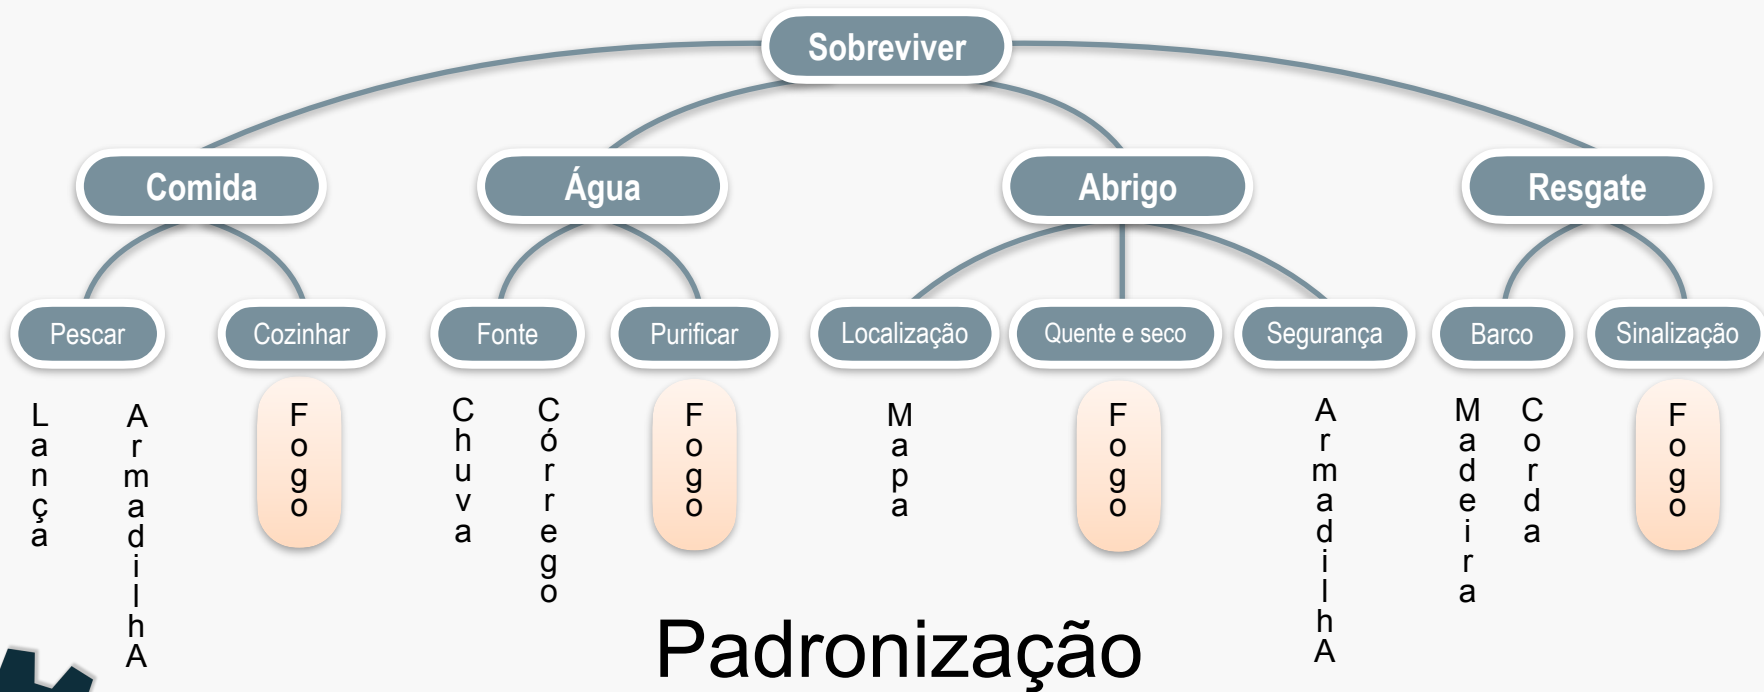 Sobreviver
Comida
Água
Abrigo
Resgate
Pescar
Cozinhar
Fonte
Purificar
Localização
Quente e seco
Segurança
Barco
Sinalização
Lança
ArmadilhA
Fogo
Chuva
Córrego
Fogo
Mapa
Fogo
ArmadilhA
Madeira
Corda
Fogo
Padronização